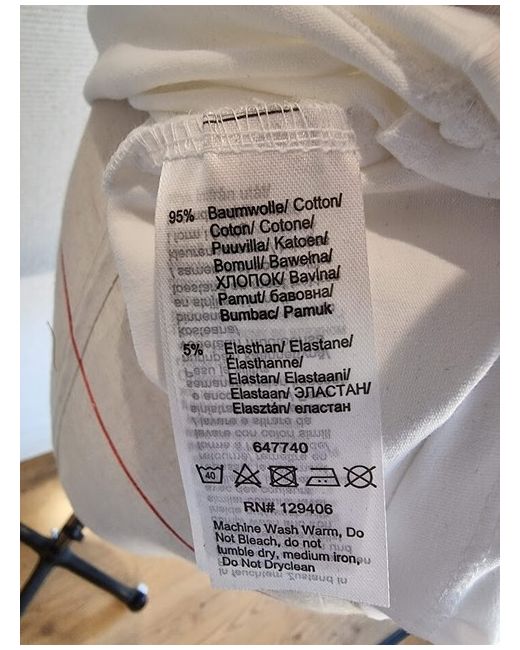 95% Baumwolle/ Cotton/
Coton/ Cotone/
Puuvilla/ Katoen/
Bomull/ Bawełna/
ХЛОПОК/ Bavlna/
Pamut/ бавовна/
Bumbac/ Pamuk
5% Elasthan/ Elastane/
Élasthanne/
Elastan/ Elastaani/
Elastaan/ ЭЛАСТАН/
Elasztán/ еластан
647740
40
RN# 129406
Machine Wash Warm, Do
Not Bleach, do not
tumble dry, medium iron,
Do Not Dryclean